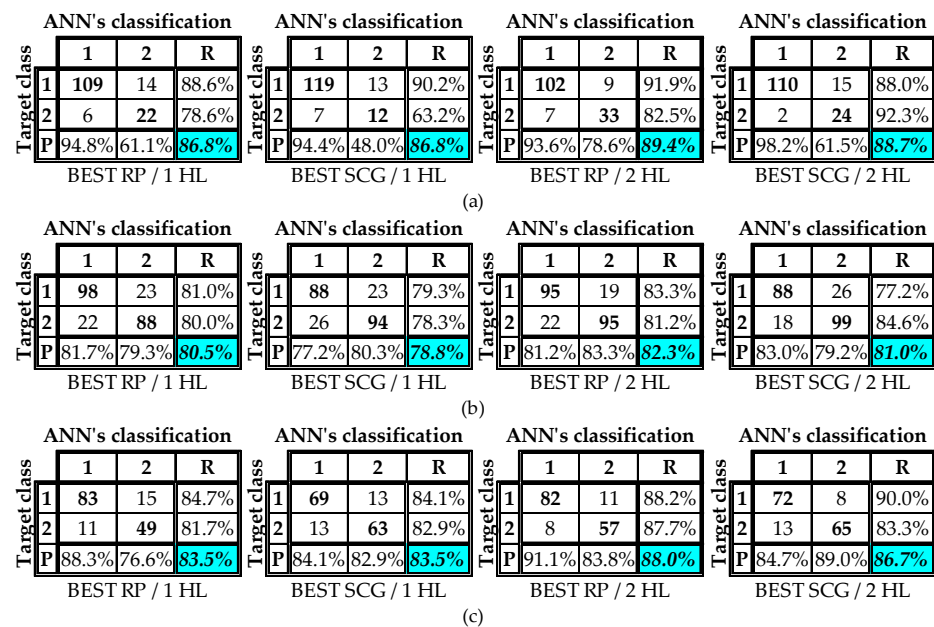 ANN's classification ANN's classification ANN's classification ANN's classification
Target class 1 2 R Target class 1 2 R Target class 1 2 R Target class 1 2 R
1 109 14 88.6% 1 119 13 90.2% 1 102 9 91.9% 1 110 15 88.0%
2 6 22 78.6% 2 7 12 63.2% 2 7 33 82.5% 2 2 24 92.3%
P 94.8% 61.1% 86.8% P 94.4% 48.0% 86.8% P 93.6% 78.6% 89.4% P 98.2% 61.5% 88.7%
BEST RP / 1 HL BEST SCG / 1 HL BEST RP / 2 HL BEST SCG / 2 HL
(a)
ANN's classification ANN's classification ANN's classification ANN's classification
Target class 1 2 R Target class 1 2 R Target class 1 2 R Target class 1 2 R
1 98 23 81.0% 1 88 23 79.3% 1 95 19 83.3% 1 88 26 77.2%
2 22 88 80.0% 2 26 94 78.3% 2 22 95 81.2% 2 18 99 84.6%
P 81.7% 79.3% 80.5% P 77.2% 80.3% 78.8% P 81.2% 83.3% 82.3% P 83.0% 79.2% 81.0%
BEST RP / 1 HL BEST SCG / 1 HL BEST RP / 2 HL BEST SCG / 2 HL
(b)
ANN's classification ANN's classification ANN's classification ANN's classification
Target class 1 2 R Target class 1 2 R Target class 1 2 R Target class 1 2 R
1 83 15 84.7% 1 69 13 84.1% 1 82 11 88.2% 1 72 8 90.0%
2 11 49 81.7% 2 13 63 82.9% 2 8 57 87.7% 2 13 65 83.3%
P 88.3% 76.6% 83.5% P 84.1% 82.9% 83.5% P 91.1% 83.8% 88.0% P 84.7% 89.0% 86.7%
BEST RP / 1 HL BEST SCG / 1 HL BEST RP / 2 HL BEST SCG / 2 HL
(c)